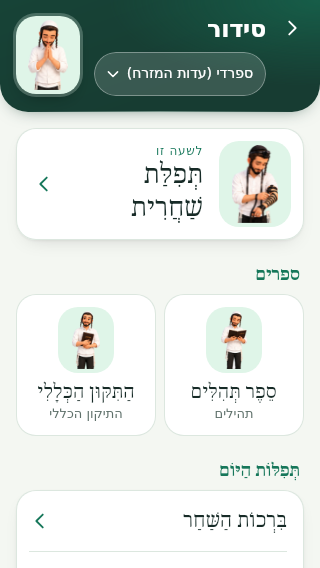 סידור
ספרדי (עדות המזרח)
לשעה זו
תְּפִלַּת
שַׁחֲרִית
ספרים
סֵפֶר תְּהִלִּים
תהילים
הַתִּקּוּן הַכְּלָלִי
התיקון הכללי
תְּפִלּוֹת הַיּוֹם
בִּרְכוֹת הַשַּׁחַר